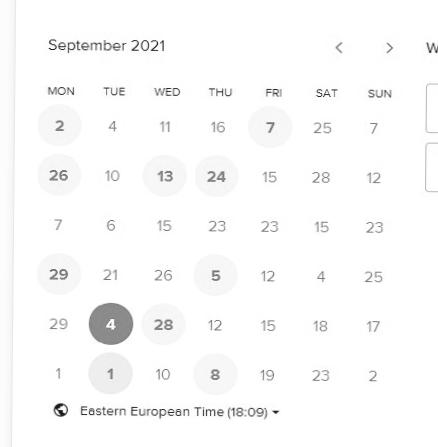 September 2021
W
MON TUE WED THU FRI SAT SUN
2 4 11 16 7 25 7
26 10 13 24 15 28 12
7 6 15 23 23 15 23
29 21 26 5 12 4 25
29 4 28 12 15 18 17
1 1 10 8 19 23 2
Eastern European Time (18:09)